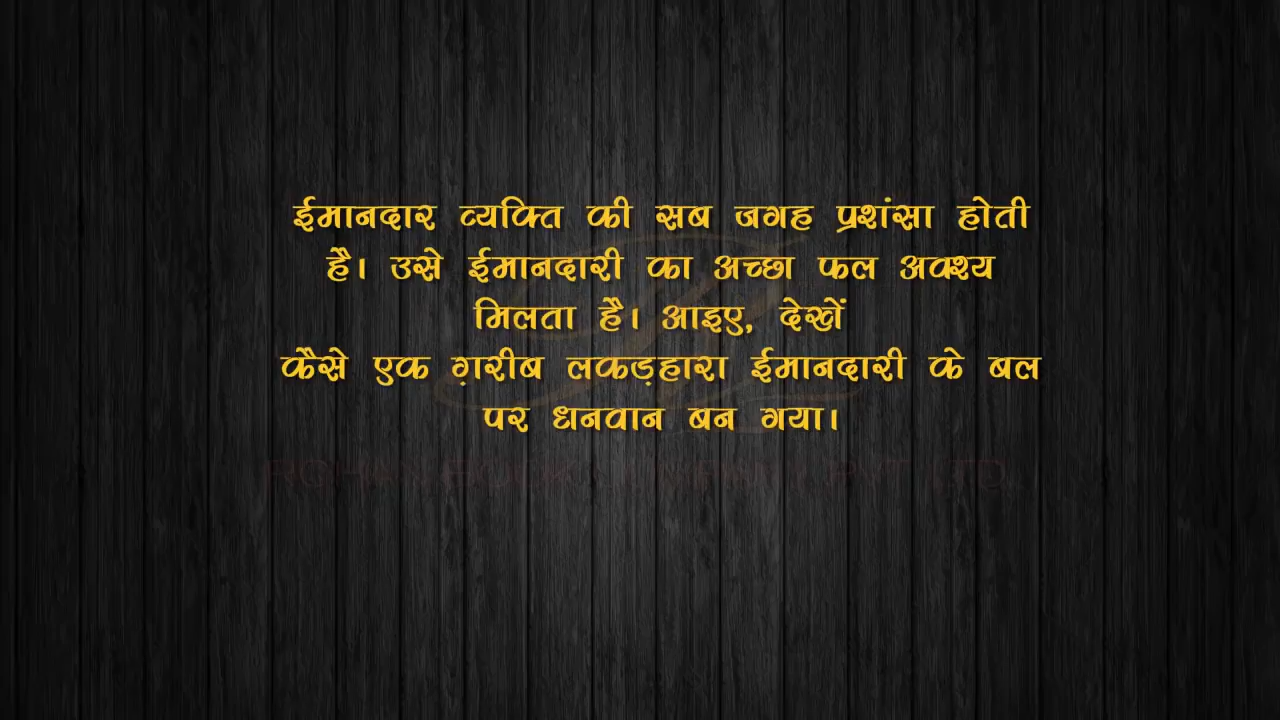 ईमानदार व्यक्ति की सब जगह प्रशंसा होती
है। उसे ईमानदारी का अच्छा फल अवश्य
मिलता है। आइए, देखें
कैसे एक ग़रीब लकड़हारा ईमानदारी के बल
पर धनवान बन गया।